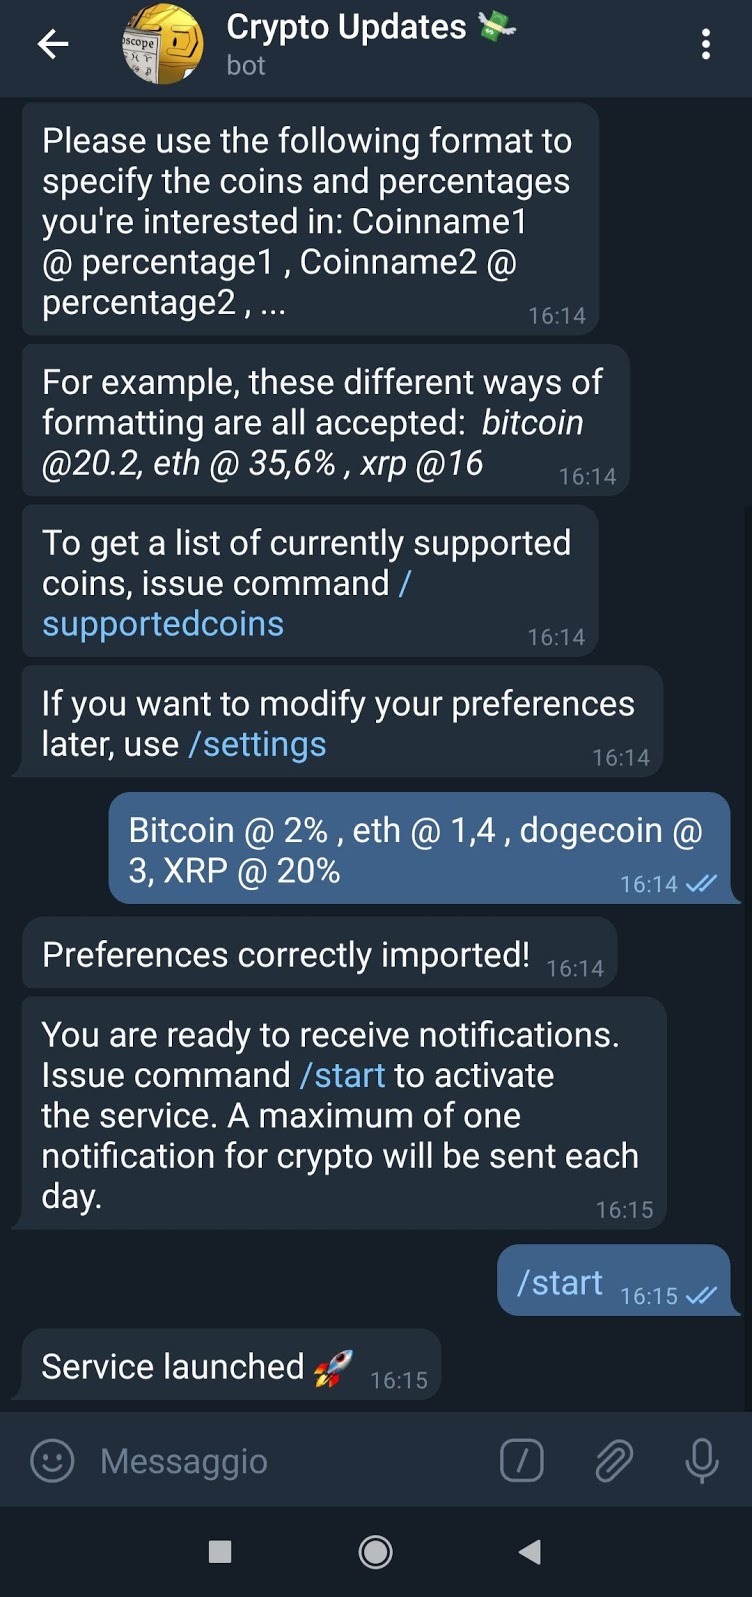 Crypto Updates 💸
bot
scope
Please use the following format to
specify the coins and percentages
you're interested in: Coinname1
@ percentage1 , Coinname2 @
percentage2 , ...
16:14
For example, these different ways of
formatting are all accepted: bitcoin
@20.2, eth @ 35,6% , xrp @16
16:14
To get a list of currently supported
coins, issue command /
supportedcoins
16:14
If you want to modify your preferences
later, use /settings
16:14
Bitcoin @ 2% , eth @ 1,4 , dogecoin @
3, XRP @ 20%
16:14
Preferences correctly imported! 16:14
You are ready to receive notifications.
Issue command /start to activate
the service. A maximum of one
notification for crypto will be sent each
day.
16:15
/start 16:15
Service launched 🚀 16:15
Messaggio